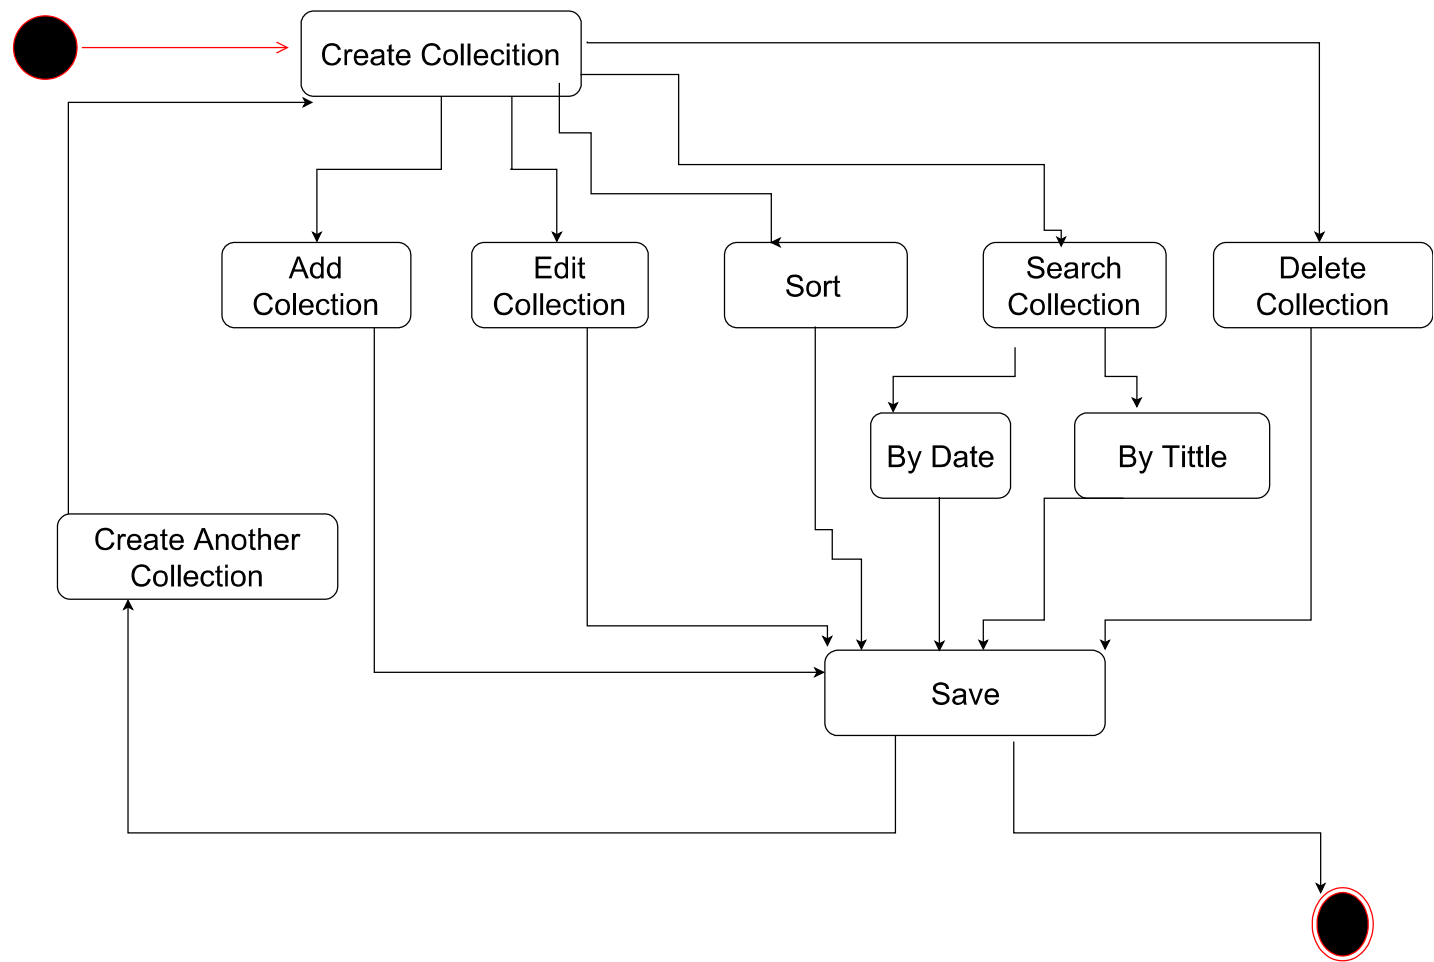 Create Collecition
Add
Colection
Edit
Collection
Sort
Search
Collection
Delete
Collection
By Date
By Tittle
Create Another
Collection
Save